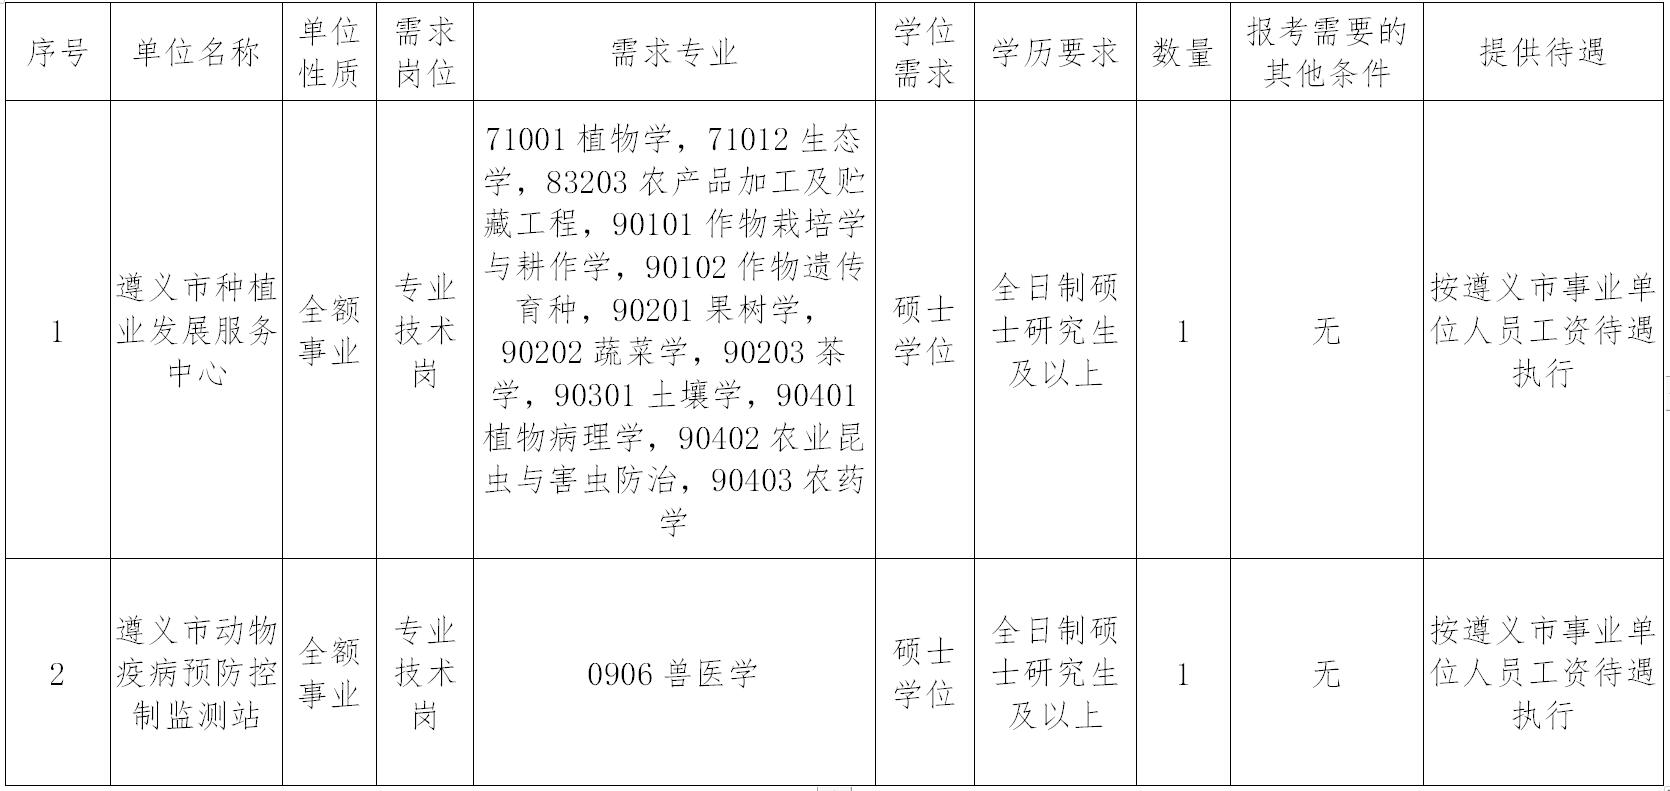 序号
单位名称
单位
性质
需求
岗位
需求专业
学位
需求
学历要求
数量
报考需要的
其他条件
提供待遇
1
遵义市种植
业发展服务
中心
全额
事业
专业
技术
岗
71001 植物学，71012 生态
学，83203 农产品加工及贮
藏工程，90101 作物栽培学
与耕作学，90102 作物遗传
育种，90201 果树学，
90202 蔬菜学，90203 茶
学，90301 土壤学，90401
植物病理学，90402 农业昆
虫与害虫防治，90403 农药
学
硕士
学位
全日制硕
士研究生
及以上
1
无
按遵义市事业单
位人员工资待遇
执行
2
遵义市动物
疫病预防控
制监测站
全额
事业
专业
技术
岗
0906 兽医学
硕士
学位
全日制硕
士研究生
及以上
1
无
按遵义市事业单
位人员工资待遇
执行